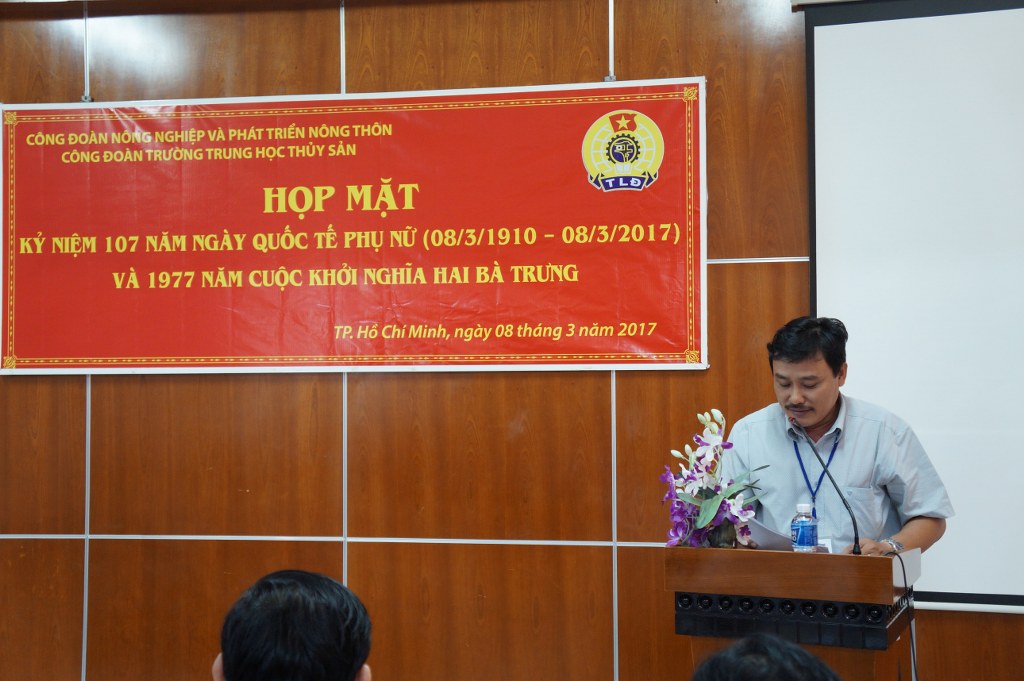 CÔNG ĐOÀN NÔNG NGHIỆP VÀ PHÁT TRIỂN NÔNG THÔN
CÔNG ĐOÀN TRƯỜNG TRUNG HỌC THỦY SẢN
TLĐ
HỌP MẶT
KỶ NIỆM 107 NĂM NGÀY QUỐC TẾ PHỤ NỮ (08/3/1910 - 08/3/2017)
VÀ 1977 NĂM CUỘC KHỞI NGHĨA HAI BÀ TRƯNG
TP. Hồ Chí Minh, ngày 08 tháng 3 năm 2017